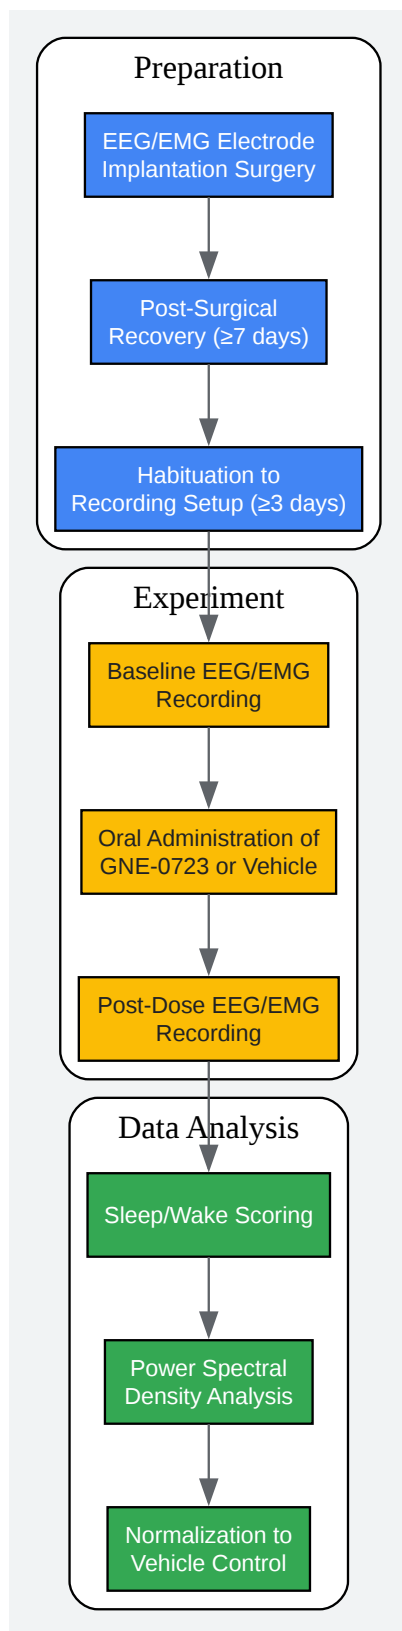 Preparation
EEG/EMG Electrode
Implantation Surgery
Post-Surgical
Recovery (≥7 days)
Habituation to
Recording Setup (≥3 days)
Experiment
Baseline EEG/EMG
Recording
Oral Administration of
GNE-0723 or Vehicle
Post-Dose EEG/EMG
Recording
Data Analysis
Sleep/Wake Scoring
Power Spectral
Density Analysis
Normalization to
Vehicle Control